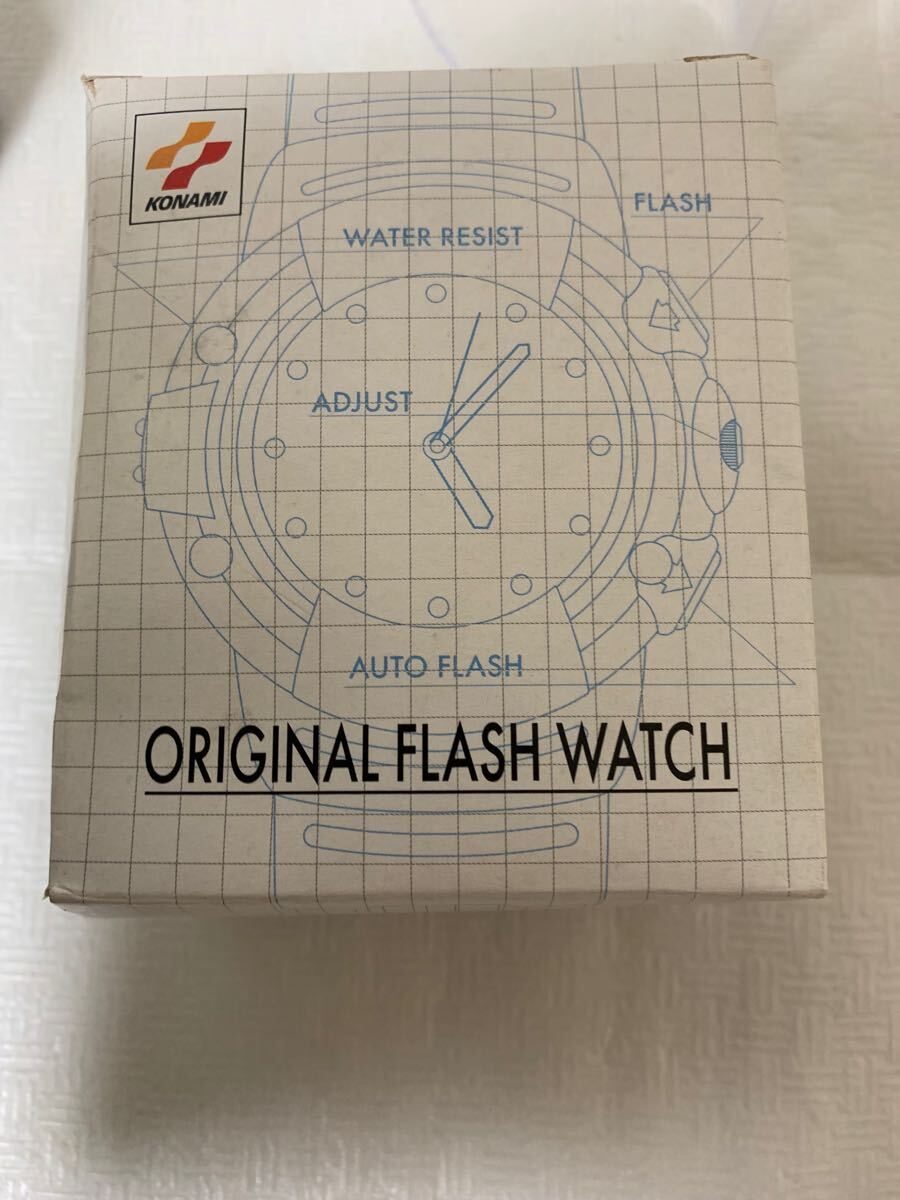 KONAMI
FLASH
WATER RESIST
ADJUST
AUTO FLASH
ORIGINAL FLASH WATCH